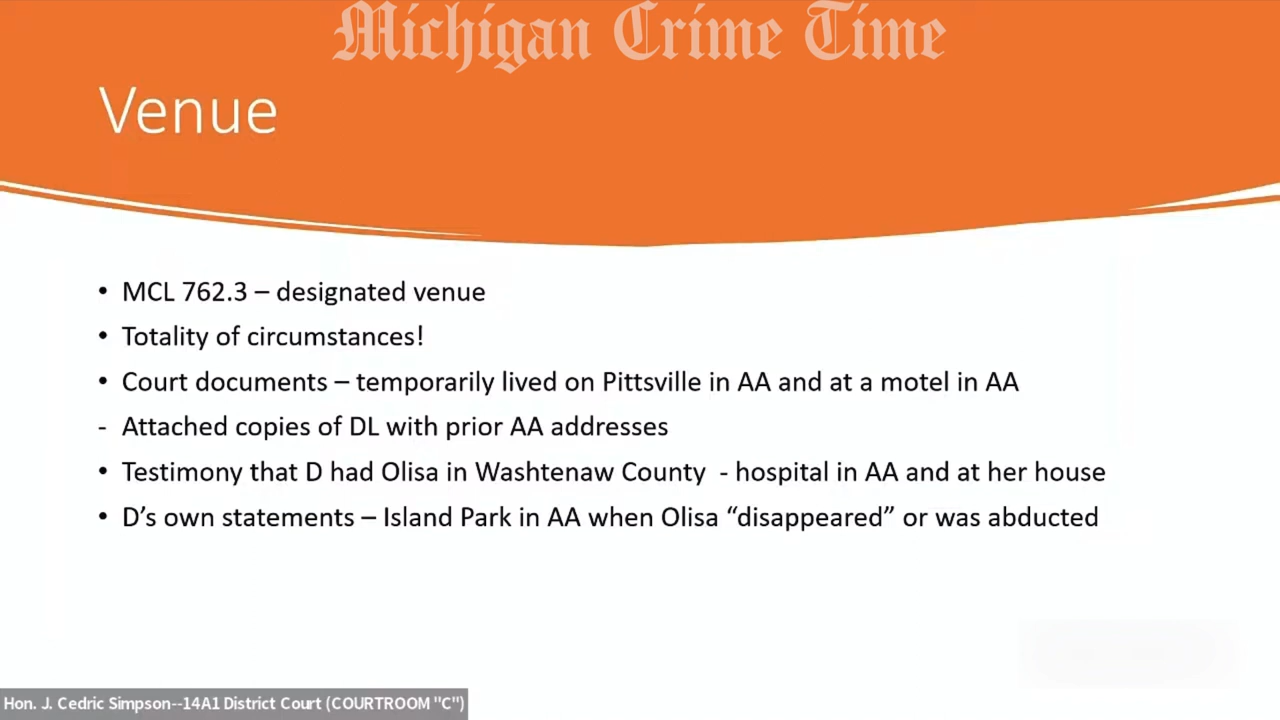 Michigan Crime Time
Venue
• MCL 762.3 – designated venue
• Totality of circumstances!
• Court documents – temporarily lived on Pittsville in AA and at a motel in AA
- Attached copies of DL with prior AA addresses
• Testimony that D had Olisa in Washtenaw County - hospital in AA and at her house
• D’s own statements – Island Park in AA when Olisa “disappeared” or was abducted
Hon. J. Cedric Simpson--14A1 District Court (COURTROOM "C")